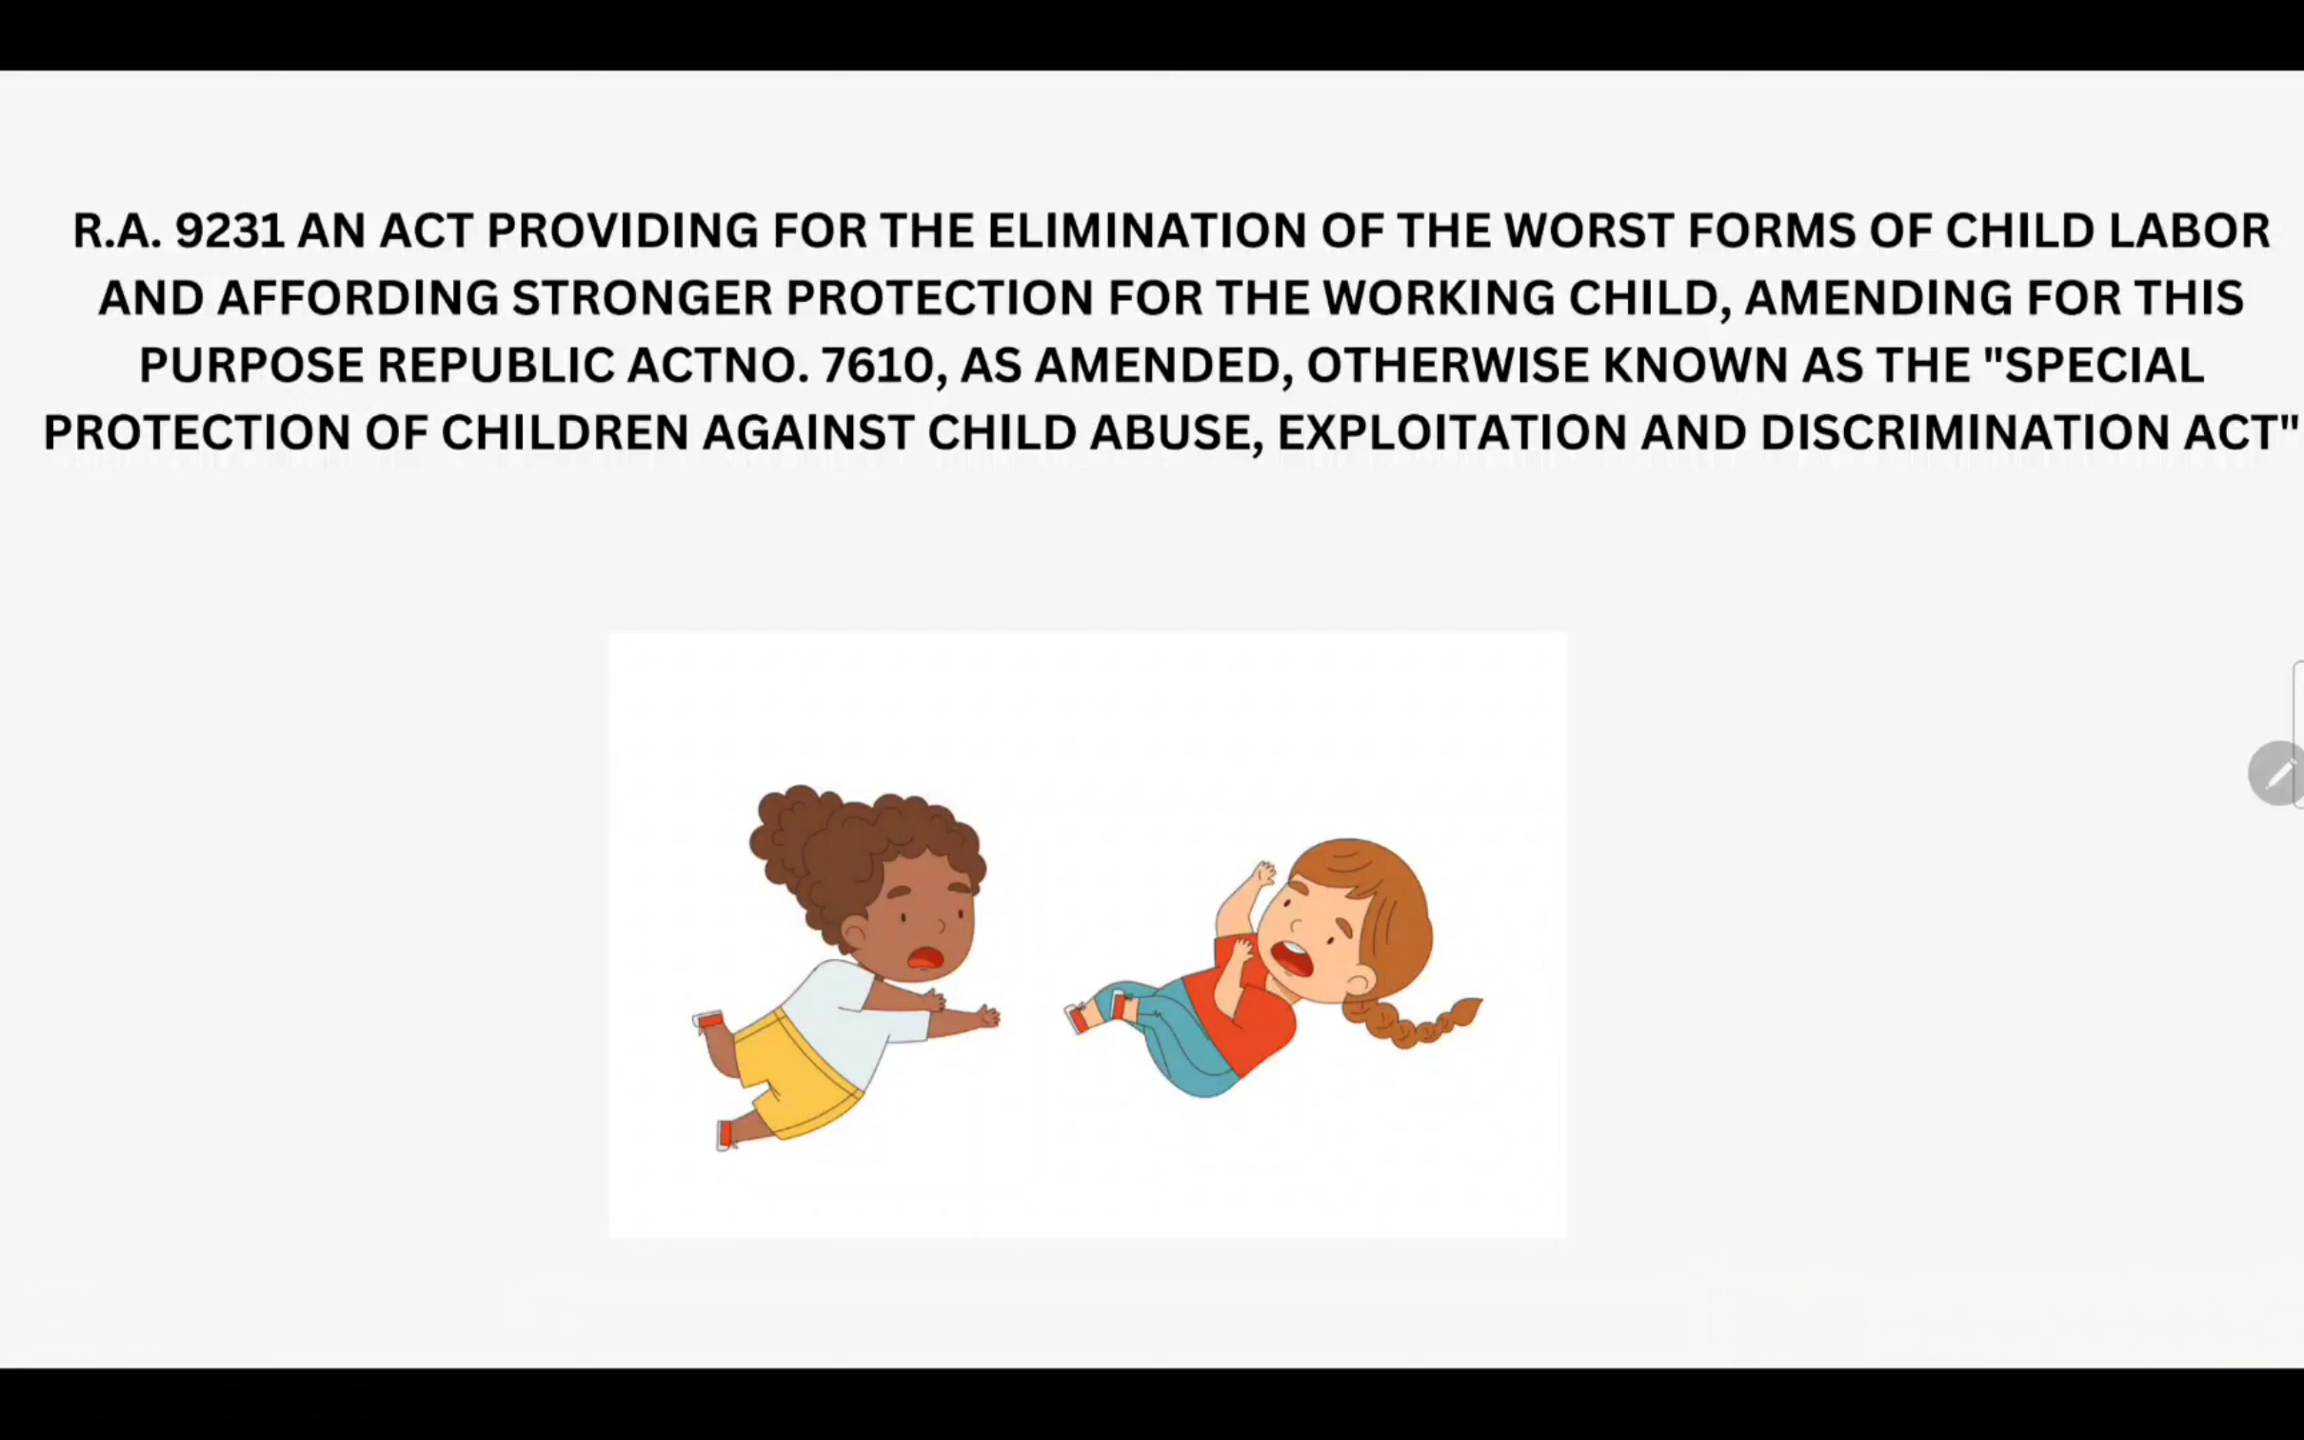 R.A. 9231 AN ACT PROVIDING FOR THE ELIMINATION OF THE WORST FORMS OF CHILD LABOR
AND AFFORDING STRONGER PROTECTION FOR THE WORKING CHILD, AMENDING FOR THIS
PURPOSE REPUBLIC ACTNO. 7610, AS AMENDED, OTHERWISE KNOWN AS THE "SPECIAL
PROTECTION OF CHILDREN AGAINST CHILD ABUSE, EXPLOITATION AND DISCRIMINATION ACT"